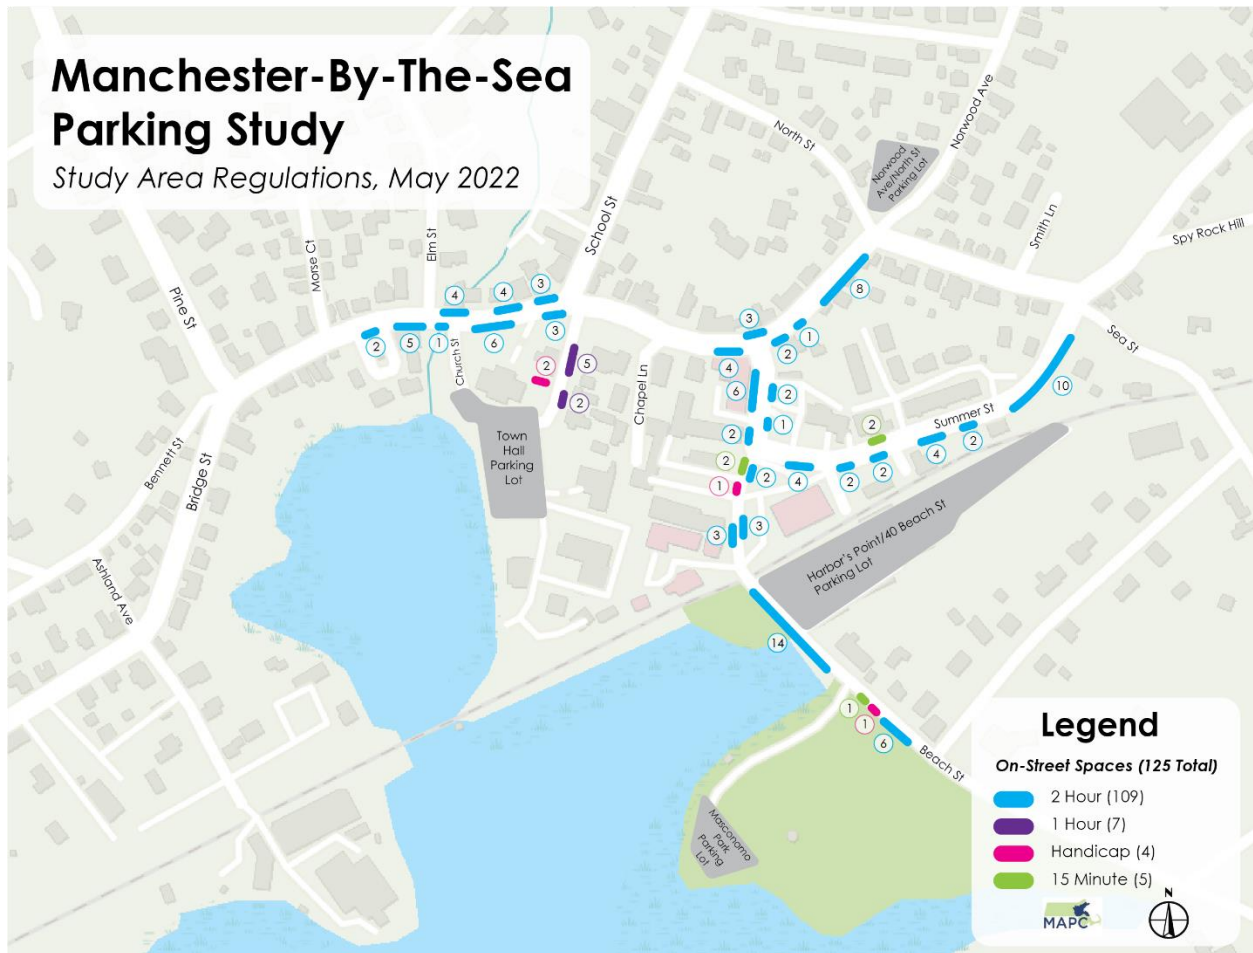 Manchester-By-The-Sea
Parking Study
Study Area Regulations, May 2022
North St
Norwood Ave
Norwood
Ave/North St
Parking Lot
Smith Ln
Spy Rock Hill
School St
Elm St
Morse Ct
Pine St
Sea St
4
4
3
2
5
1
6
3
Church St
2
5
2
Chapel Ln
8
3
1
2
4
6
2
1
2
2
1
2
4
2
2
2
4
2
10
Summer St
3
3
Town
Hall
Parking
Lot
Bennett St
Bridge St
Ashland Ave
Harbor's Point/40 Beach St
Parking Lot
14
1
1
6
Beach St
Masconomo
Park
Parking
Lot
Legend
On-Street Spaces (125 Total)
2 Hour (109)
1 Hour (7)
Handicap (4)
15 Minute (5)
MAPC
N